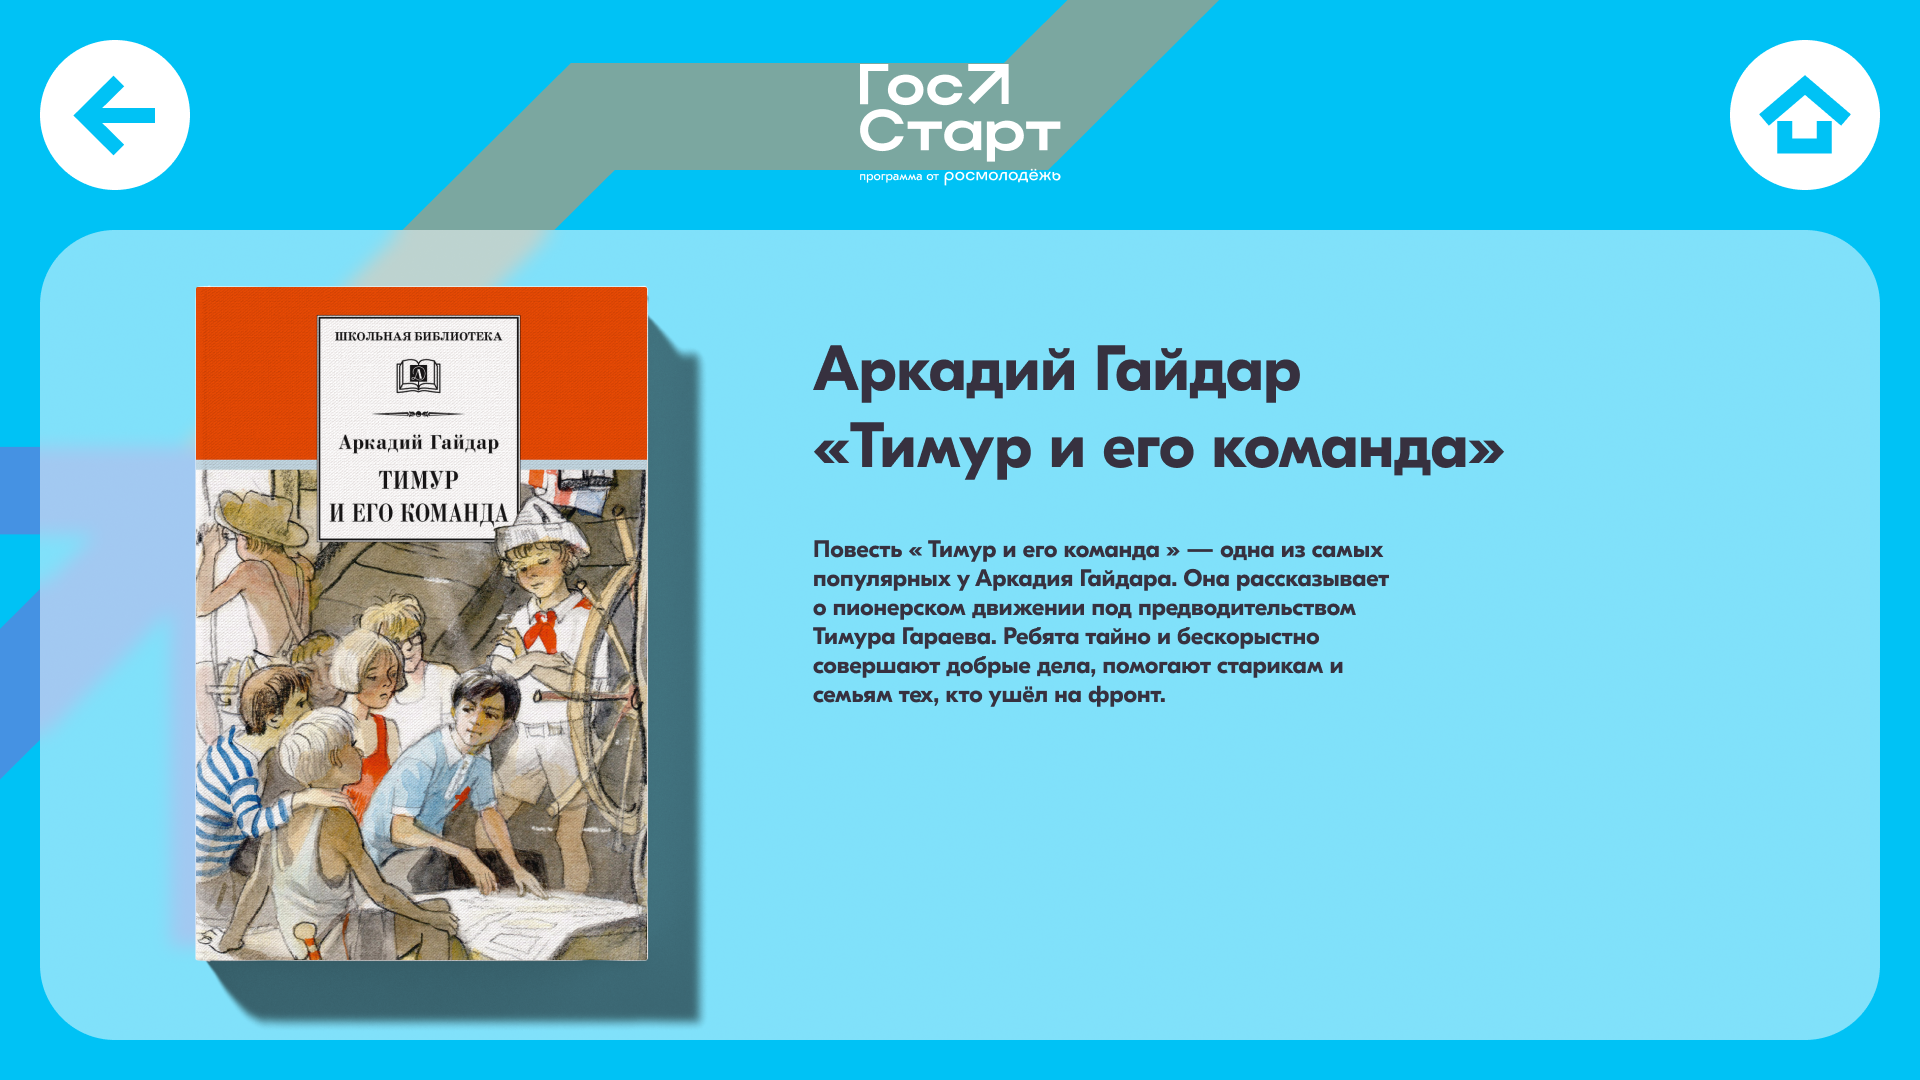 Гос
Старт
программа от росмолодёжь
ШКОЛЬНАЯ БИБЛИОТЕКА
Аркадий Гайдар
ТИМУР
И ЕГО КОМАНДА
Аркадий Гайдар
«Тимур и его команда»
Повесть « Тимур и его команда » — одна из самых
популярных у Аркадия Гайдара. Она рассказывает
о пионерском движении под предводительством
Тимура Гараева. Ребята тайно и бескорыстно
совершают добрые дела, помогают старикам и
семьям тех, кто ушёл на фронт.